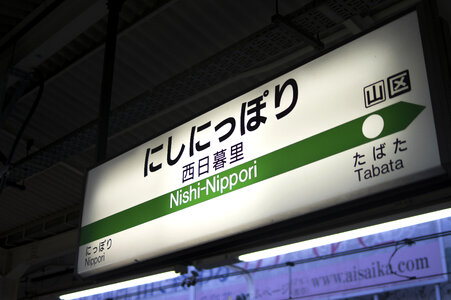 山 区
にしにっぽり
西日暮里
Nishi-Nippori
たばた
Tabata
にっぽり
Nippori
www.aisaika.com